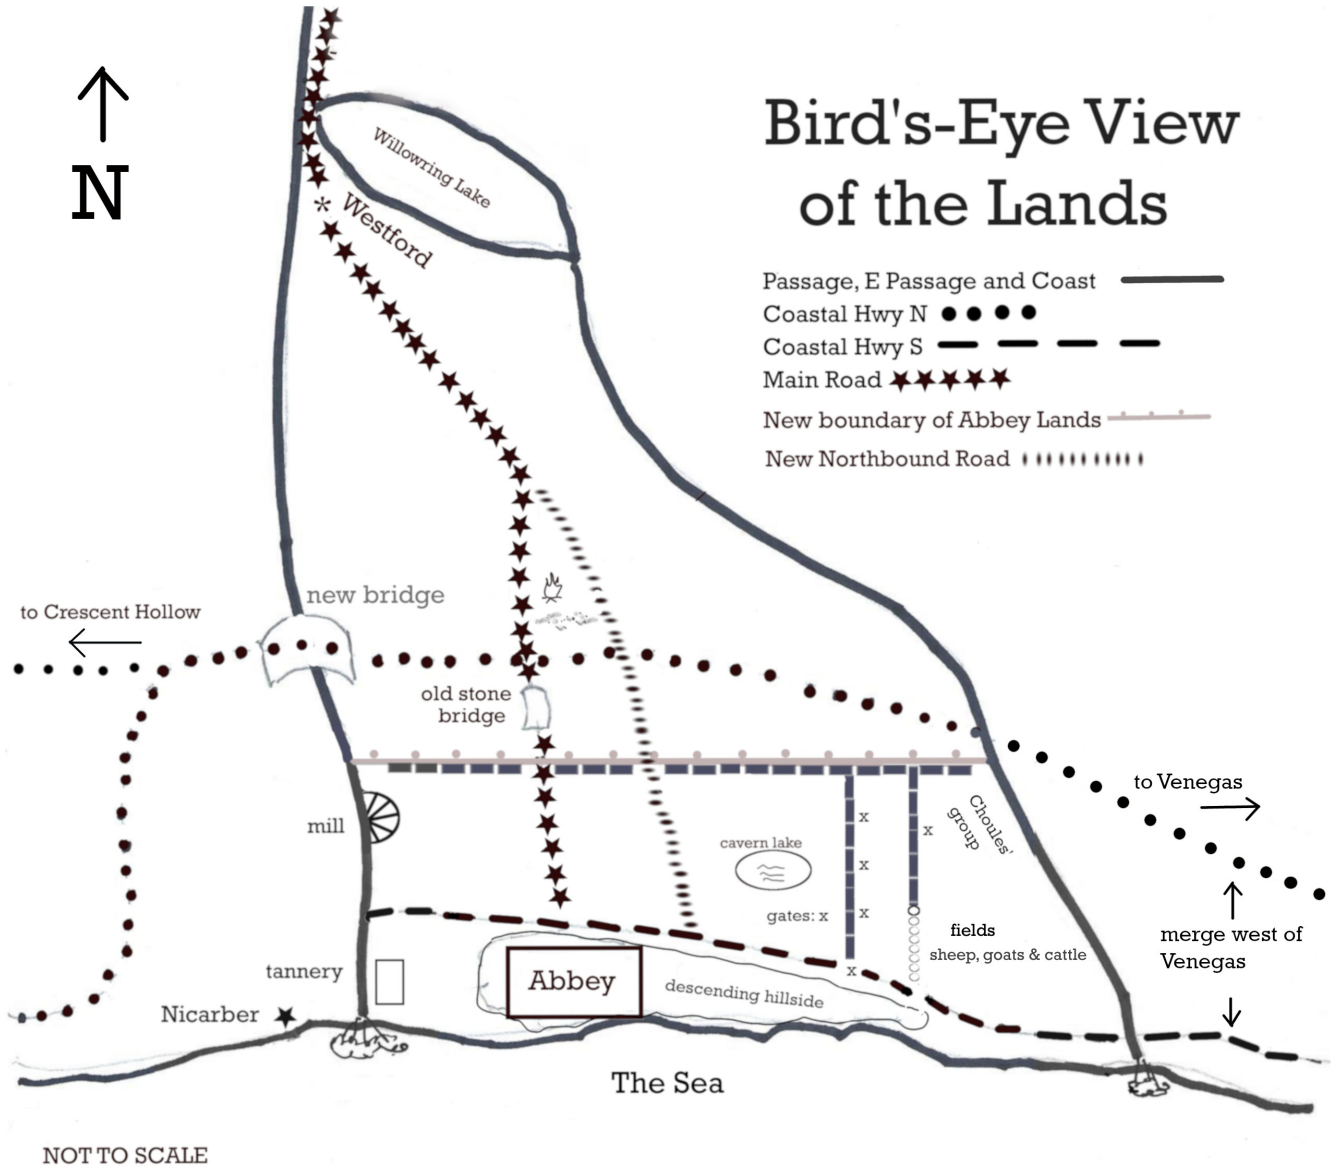 Bird's-Eye View
of the Lands
N
Willowring Lake
*
Westford
Passage, E Passage and Coast
Coastal Hwy N
Coastal Hwy S
Main Road
New boundary of Abbey Lands
New Northbound Road
new bridge
to Crescent Hollow
old stone
bridge
to Venegas
mill
Choules'
group
x
x
cavern lake
x
gates: x
x
x
fields
sheep, goats & cattle
merge west of
Venegas
tannery
Abbey
descending hillside
Nicarber
The Sea
NOT TO SCALE